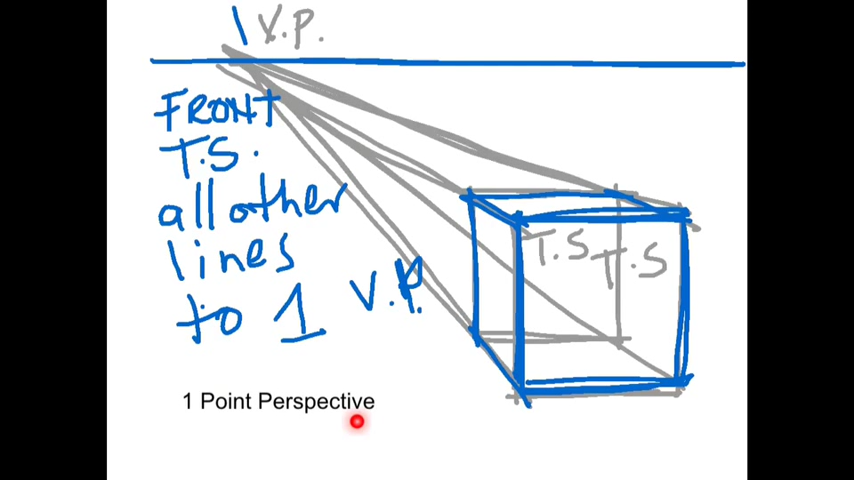 1 V.P.
FRONT
T.S.
all other
lines
to 1 V.P.
T.S T.S
1 Point Perspective